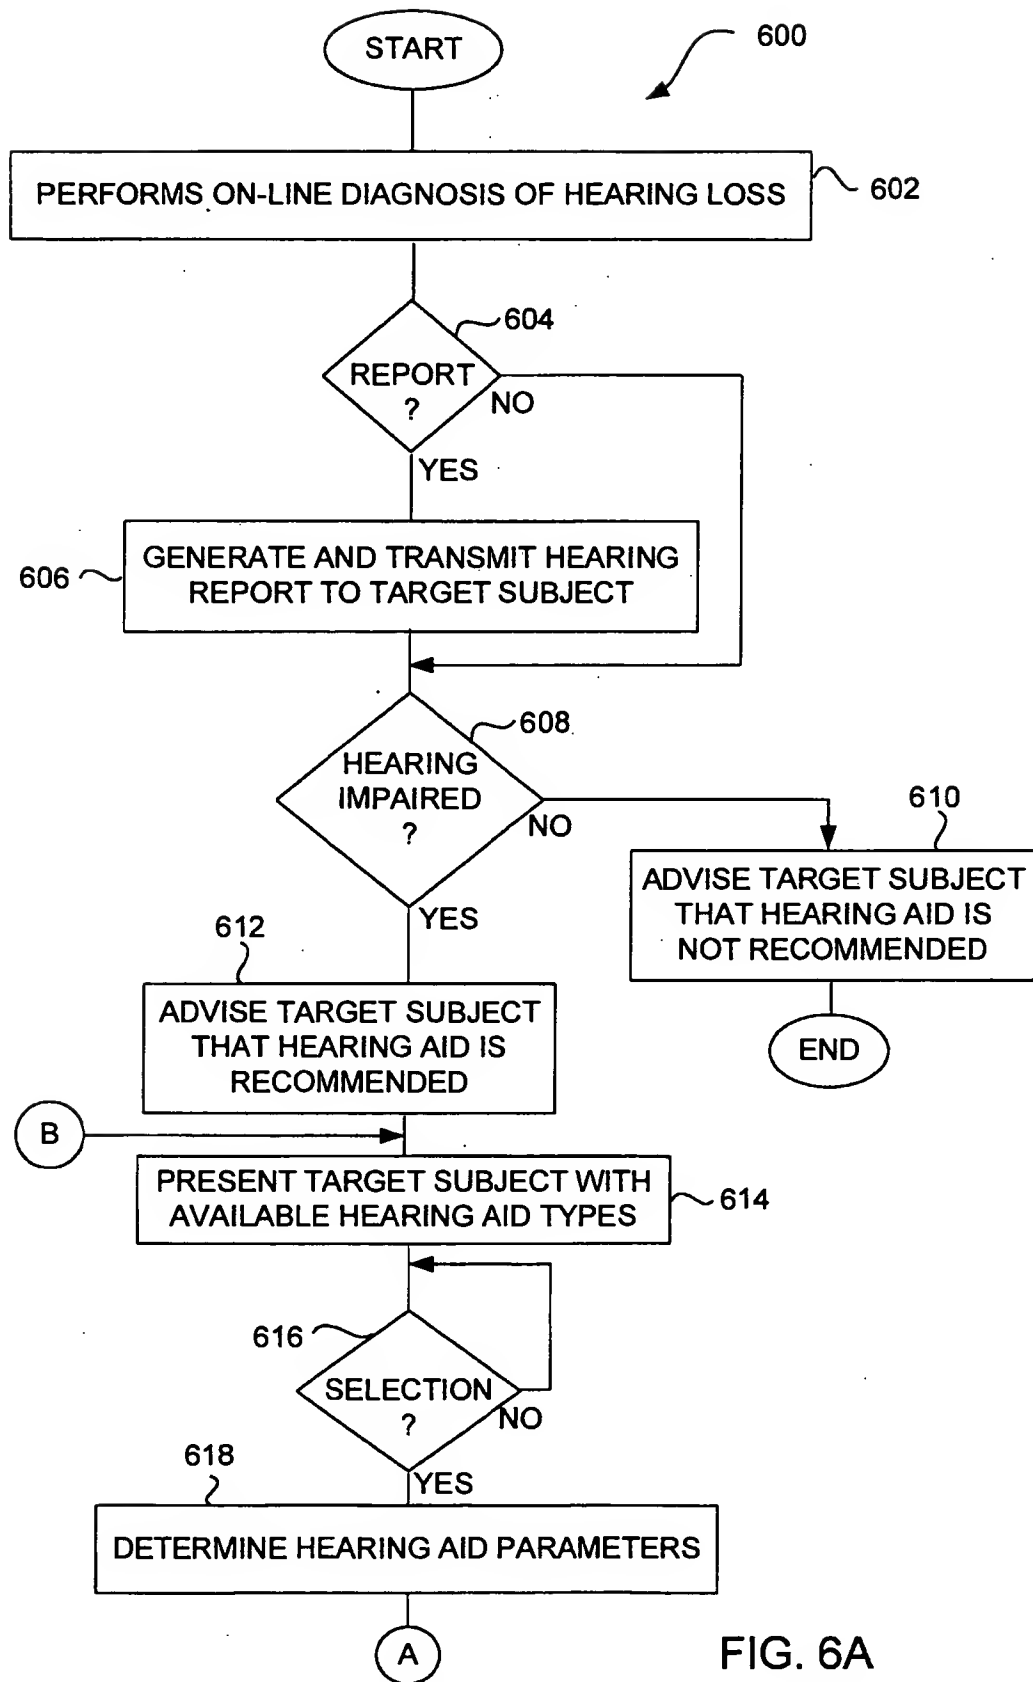 START
600
PERFORMS ON-LINE DIAGNOSIS OF HEARING LOSS
602
604
REPORT
?
NO
YES
606
GENERATE AND TRANSMIT HEARING
REPORT TO TARGET SUBJECT
608
HEARING
IMPAIRED
?
NO
YES
610
ADVISE TARGET SUBJECT
THAT HEARING AID IS
NOT RECOMMENDED
END
612
ADVISE TARGET SUBJECT
THAT HEARING AID IS
RECOMMENDED
B
PRESENT TARGET SUBJECT WITH
AVAILABLE HEARING AID TYPES
614
616
SELECTION
?
NO
YES
618
DETERMINE HEARING AID PARAMETERS
A
FIG. 6A